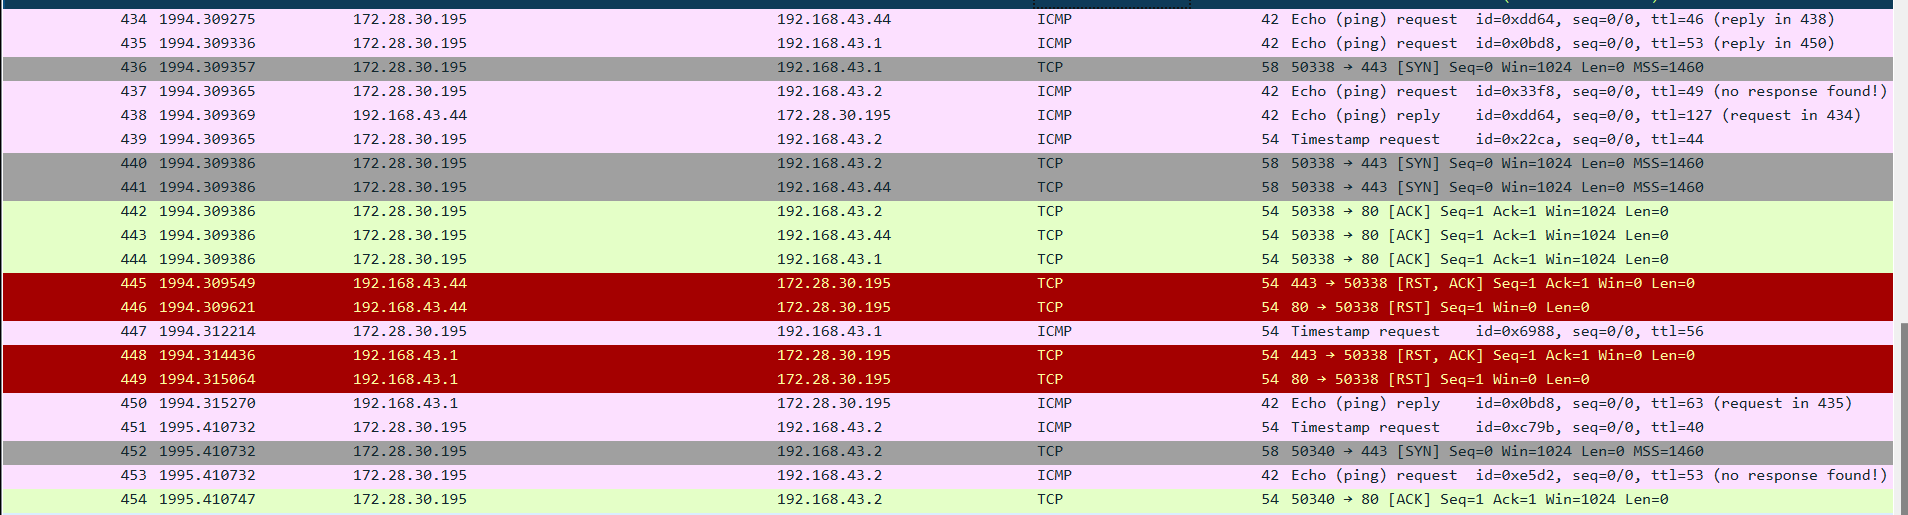 434 1994.309275 172.28.30.195 192.168.43.44 ICMP 42 Echo (ping) request id=0xdd64, seq=0/0, ttl=46 (reply in 438)
435 1994.309336 172.28.30.195 192.168.43.1 ICMP 42 Echo (ping) request id=0x0bd8, seq=0/0, ttl=53 (reply in 450)
436 1994.309357 172.28.30.195 192.168.43.1 TCP 58 50338 → 443 [SYN] Seq=0 Win=1024 Len=0 MSS=1460
437 1994.309365 172.28.30.195 192.168.43.2 ICMP 42 Echo (ping) request id=0x33f8, seq=0/0, ttl=49 (no response found!)
438 1994.309369 192.168.43.44 172.28.30.195 ICMP 42 Echo (ping) reply id=0xdd64, seq=0/0, ttl=127 (request in 434)
439 1994.309365 172.28.30.195 192.168.43.2 ICMP 54 Timestamp request id=0x22ca, seq=0/0, ttl=44
440 1994.309386 172.28.30.195 192.168.43.2 TCP 58 50338 → 443 [SYN] Seq=0 Win=1024 Len=0 MSS=1460
441 1994.309386 172.28.30.195 192.168.43.44 TCP 58 50338 → 443 [SYN] Seq=0 Win=1024 Len=0 MSS=1460
442 1994.309386 172.28.30.195 192.168.43.2 TCP 54 50338 → 80 [ACK] Seq=1 Ack=1 Win=1024 Len=0
443 1994.309386 172.28.30.195 192.168.43.44 TCP 54 50338 → 80 [ACK] Seq=1 Ack=1 Win=1024 Len=0
444 1994.309386 172.28.30.195 192.168.43.1 TCP 54 50338 → 80 [ACK] Seq=1 Ack=1 Win=1024 Len=0
445 1994.309549 192.168.43.44 172.28.30.195 TCP 54 443 → 50338 [RST, ACK] Seq=1 Ack=1 Win=0 Len=0
446 1994.309621 192.168.43.44 172.28.30.195 TCP 54 80 → 50338 [RST] Seq=1 Win=0 Len=0
447 1994.312214 172.28.30.195 192.168.43.1 ICMP 54 Timestamp request id=0x6988, seq=0/0, ttl=56
448 1994.314436 192.168.43.1 172.28.30.195 TCP 54 443 → 50338 [RST, ACK] Seq=1 Ack=1 Win=0 Len=0
449 1994.315064 192.168.43.1 172.28.30.195 TCP 54 80 → 50338 [RST] Seq=1 Win=0 Len=0
450 1994.315270 192.168.43.1 172.28.30.195 ICMP 42 Echo (ping) reply id=0x0bd8, seq=0/0, ttl=63 (request in 435)
451 1995.410732 172.28.30.195 192.168.43.2 ICMP 54 Timestamp request id=0xc79b, seq=0/0, ttl=40
452 1995.410732 172.28.30.195 192.168.43.2 TCP 58 50340 → 443 [SYN] Seq=0 Win=1024 Len=0 MSS=1460
453 1995.410732 172.28.30.195 192.168.43.2 ICMP 42 Echo (ping) request id=0xe5d2, seq=0/0, ttl=53 (no response found!)
454 1995.410747 172.28.30.195 192.168.43.2 TCP 54 50340 → 80 [ACK] Seq=1 Ack=1 Win=1024 Len=0